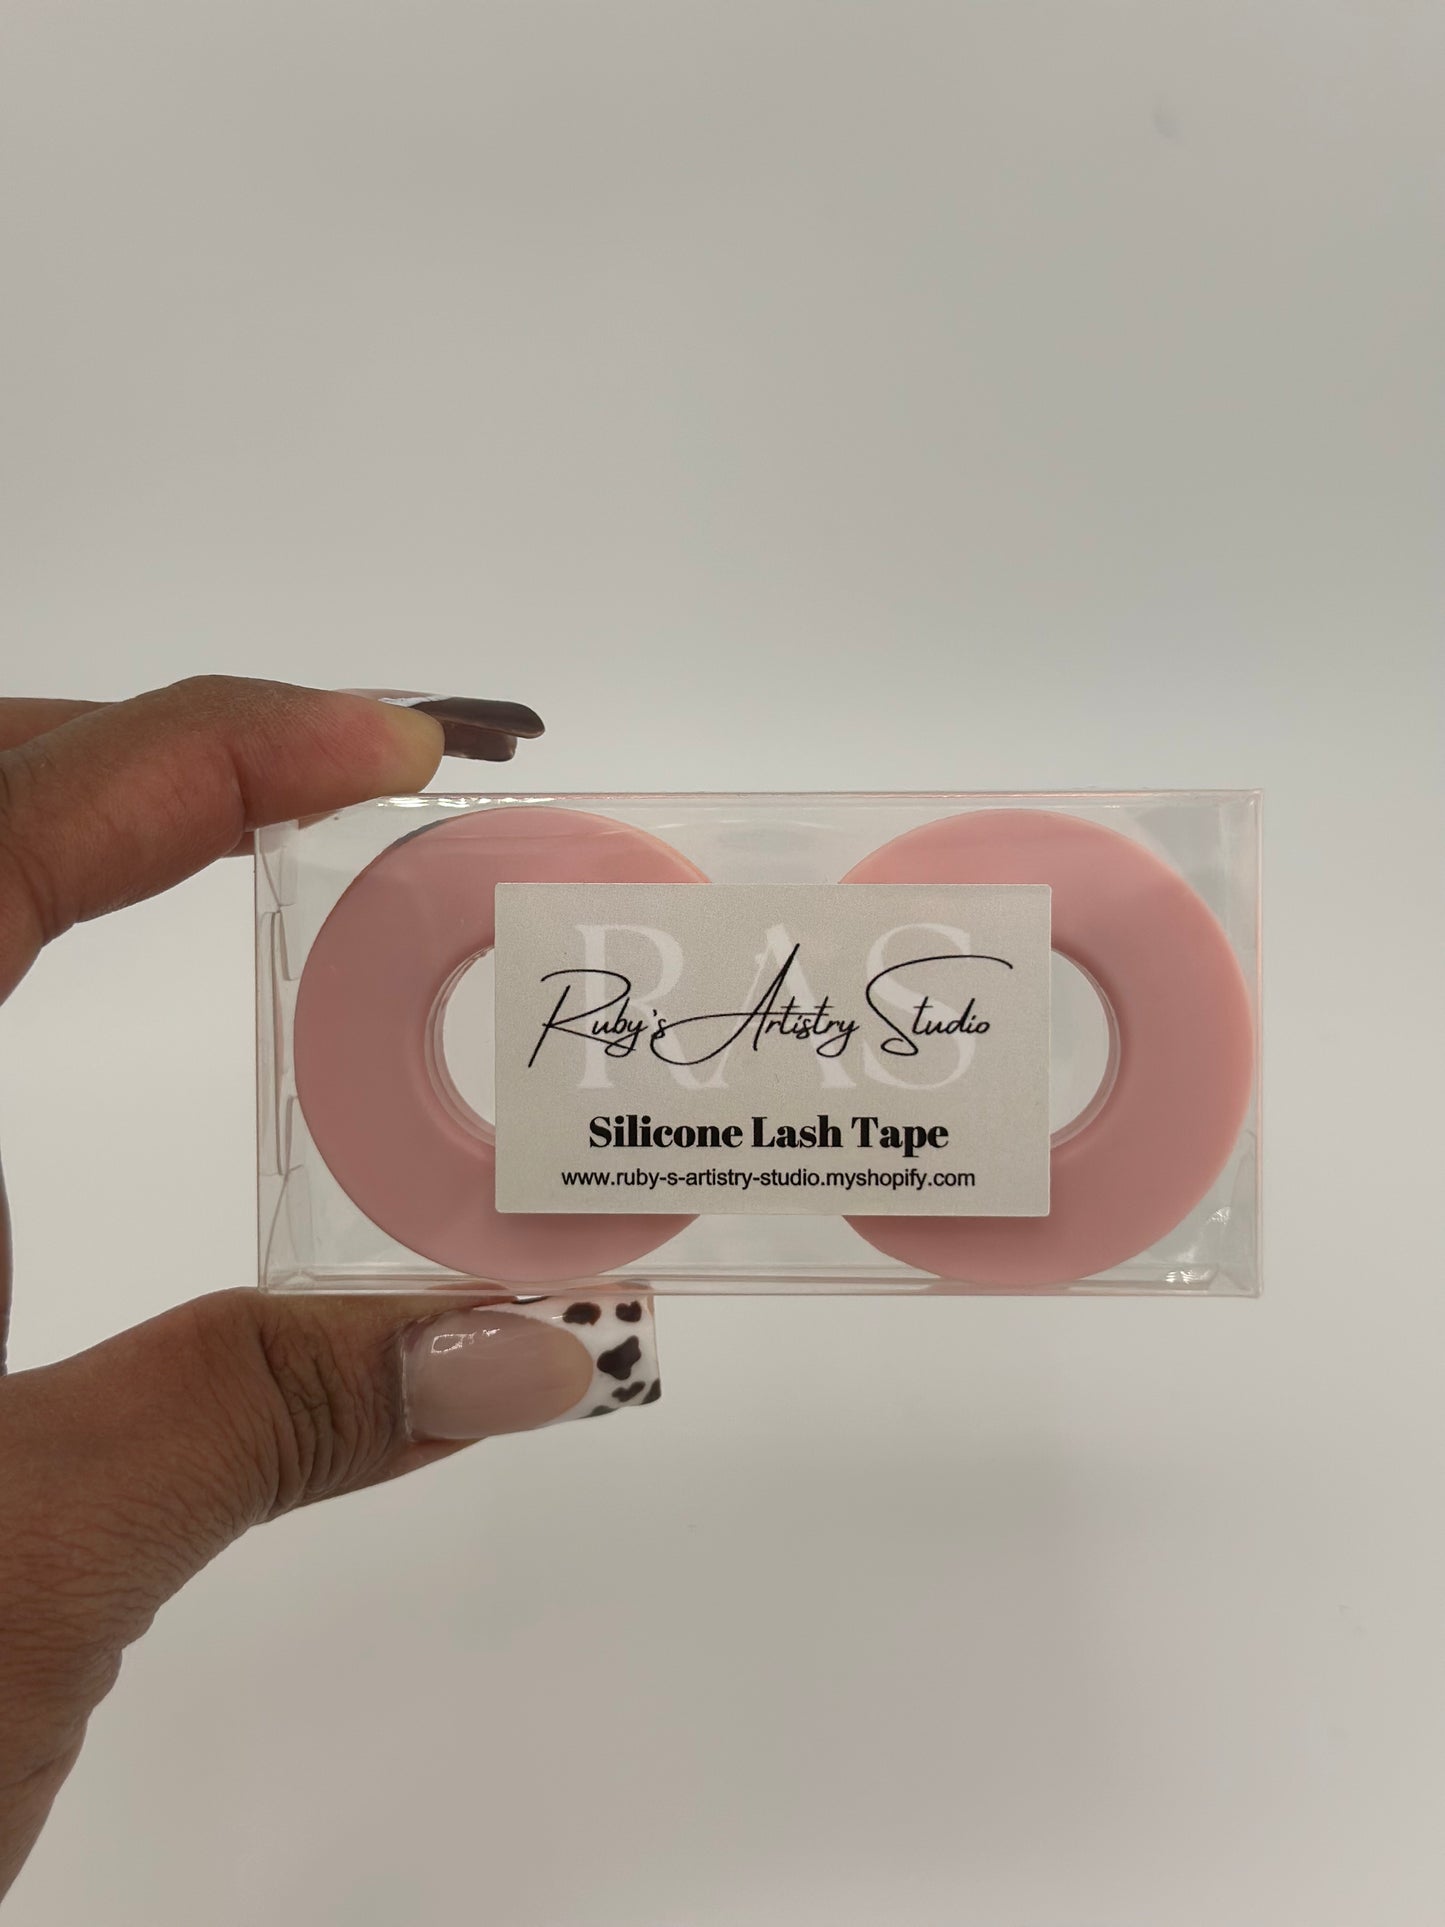 RAS
Ruby's Artistry Studio
Silicone Lash Tape
www.ruby-s-artistry-studio.myshopify.com